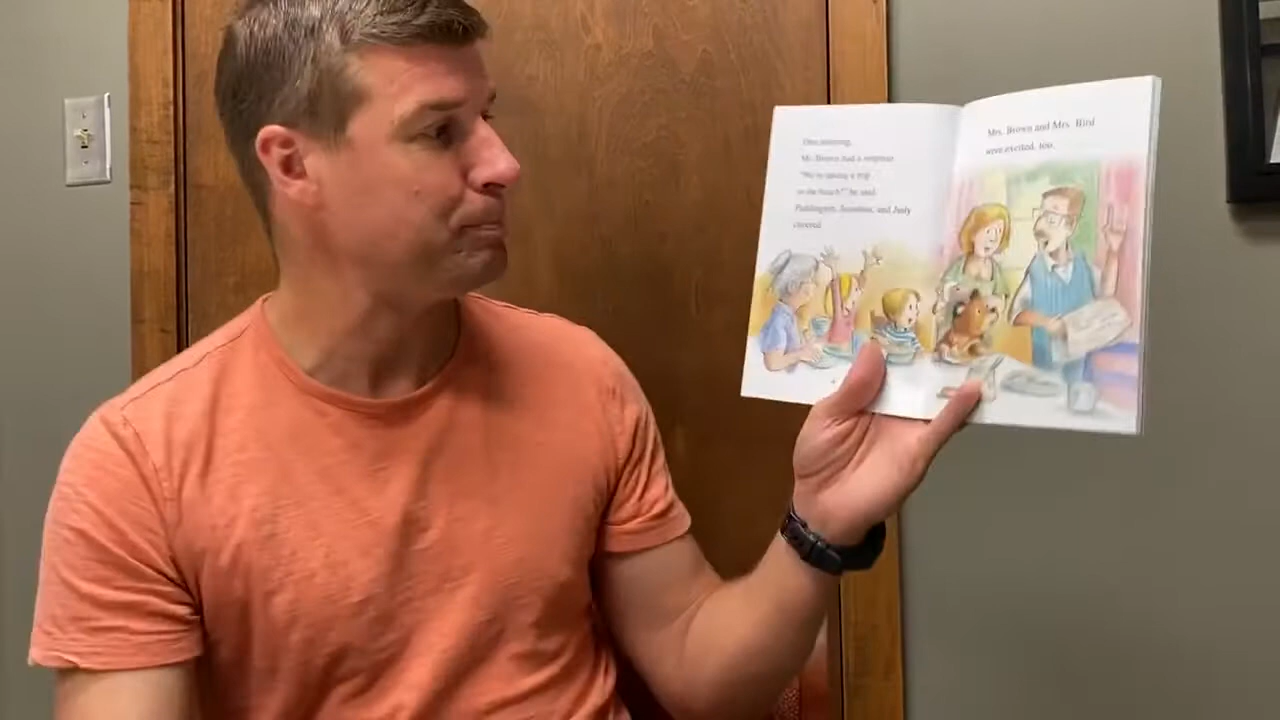 One morning,
Mr. Brown had a surprise.
"We're taking a trip
to the beach!" he said.
Paddington, Jonathan, and Judy
cheered.
Mrs. Brown and Mrs. Bird
were excited, too.